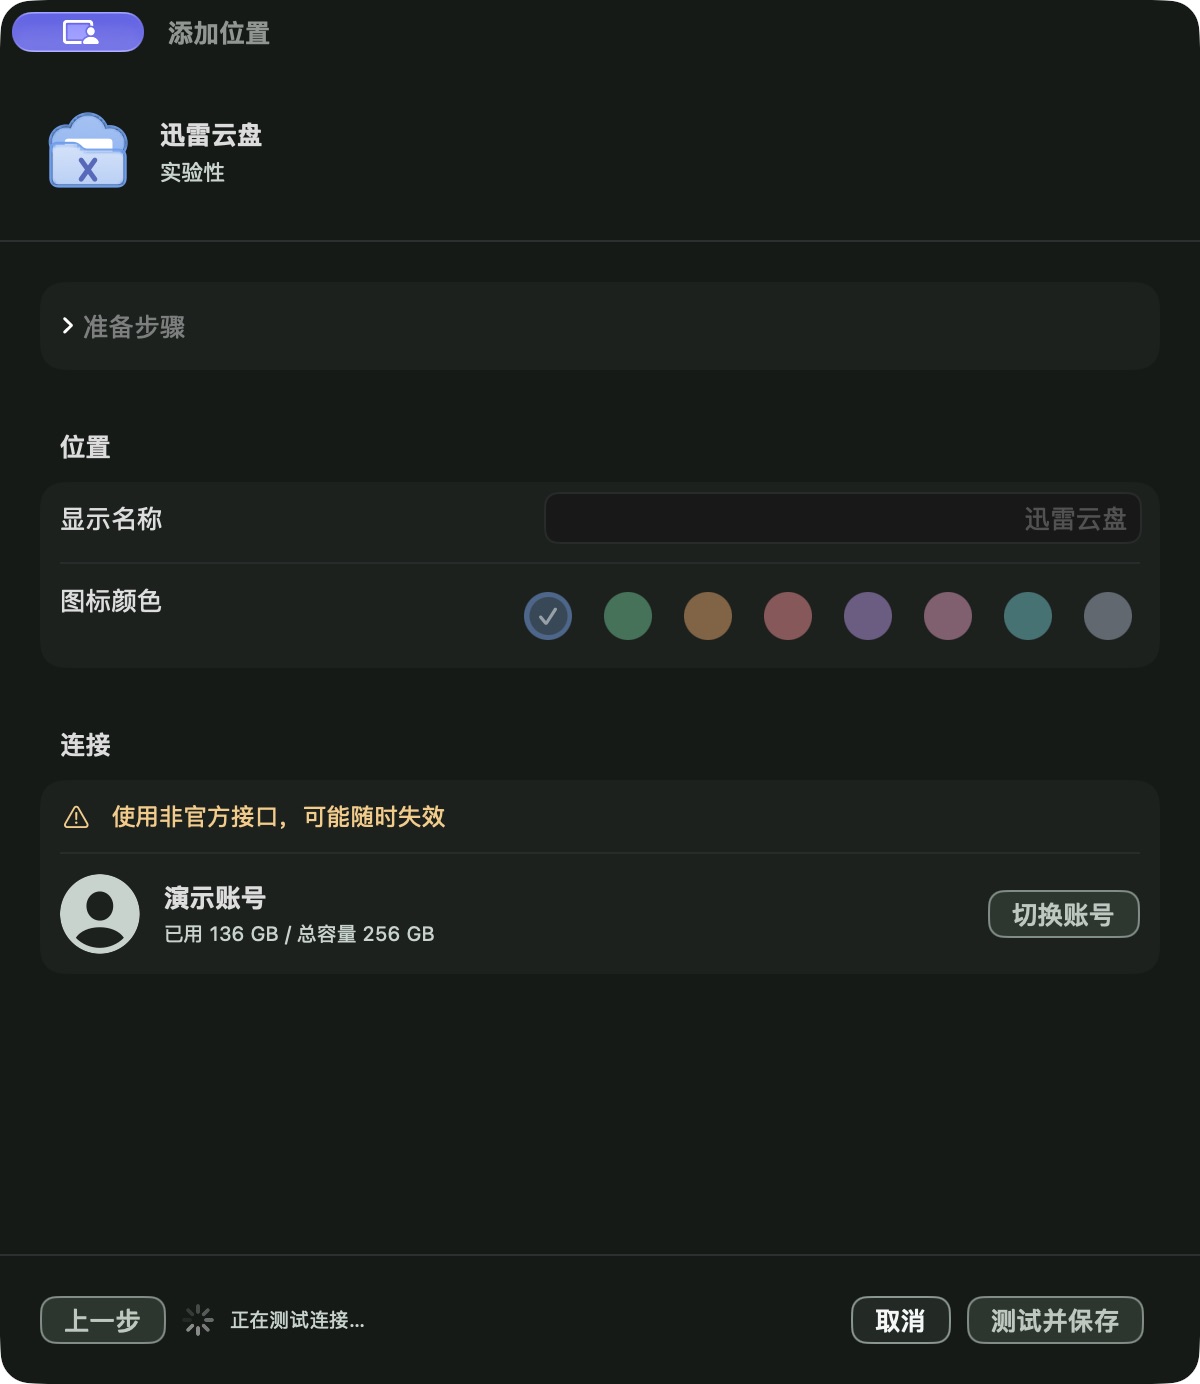 添加位置
迅雷云盘
实验性
准备步骤
位置
显示名称
迅雷云盘
图标颜色
连接
使用非官方接口，可能随时失效
演示账号
已用 136 GB / 总容量 256 GB
切换账号
上一步
正在测试连接...
取消
测试并保存